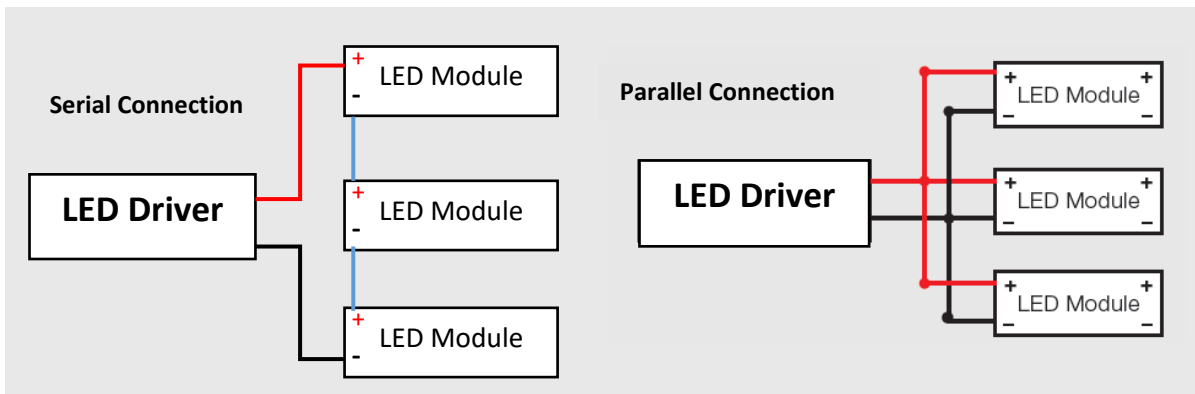 Serial Connection
LED Driver
+
LED Module
-
+
LED Module
-
+
LED Module
-
Parallel Connection
LED Driver
+ +
LED Module
– –
+ +
LED Module
– –
+ +
LED Module
– –